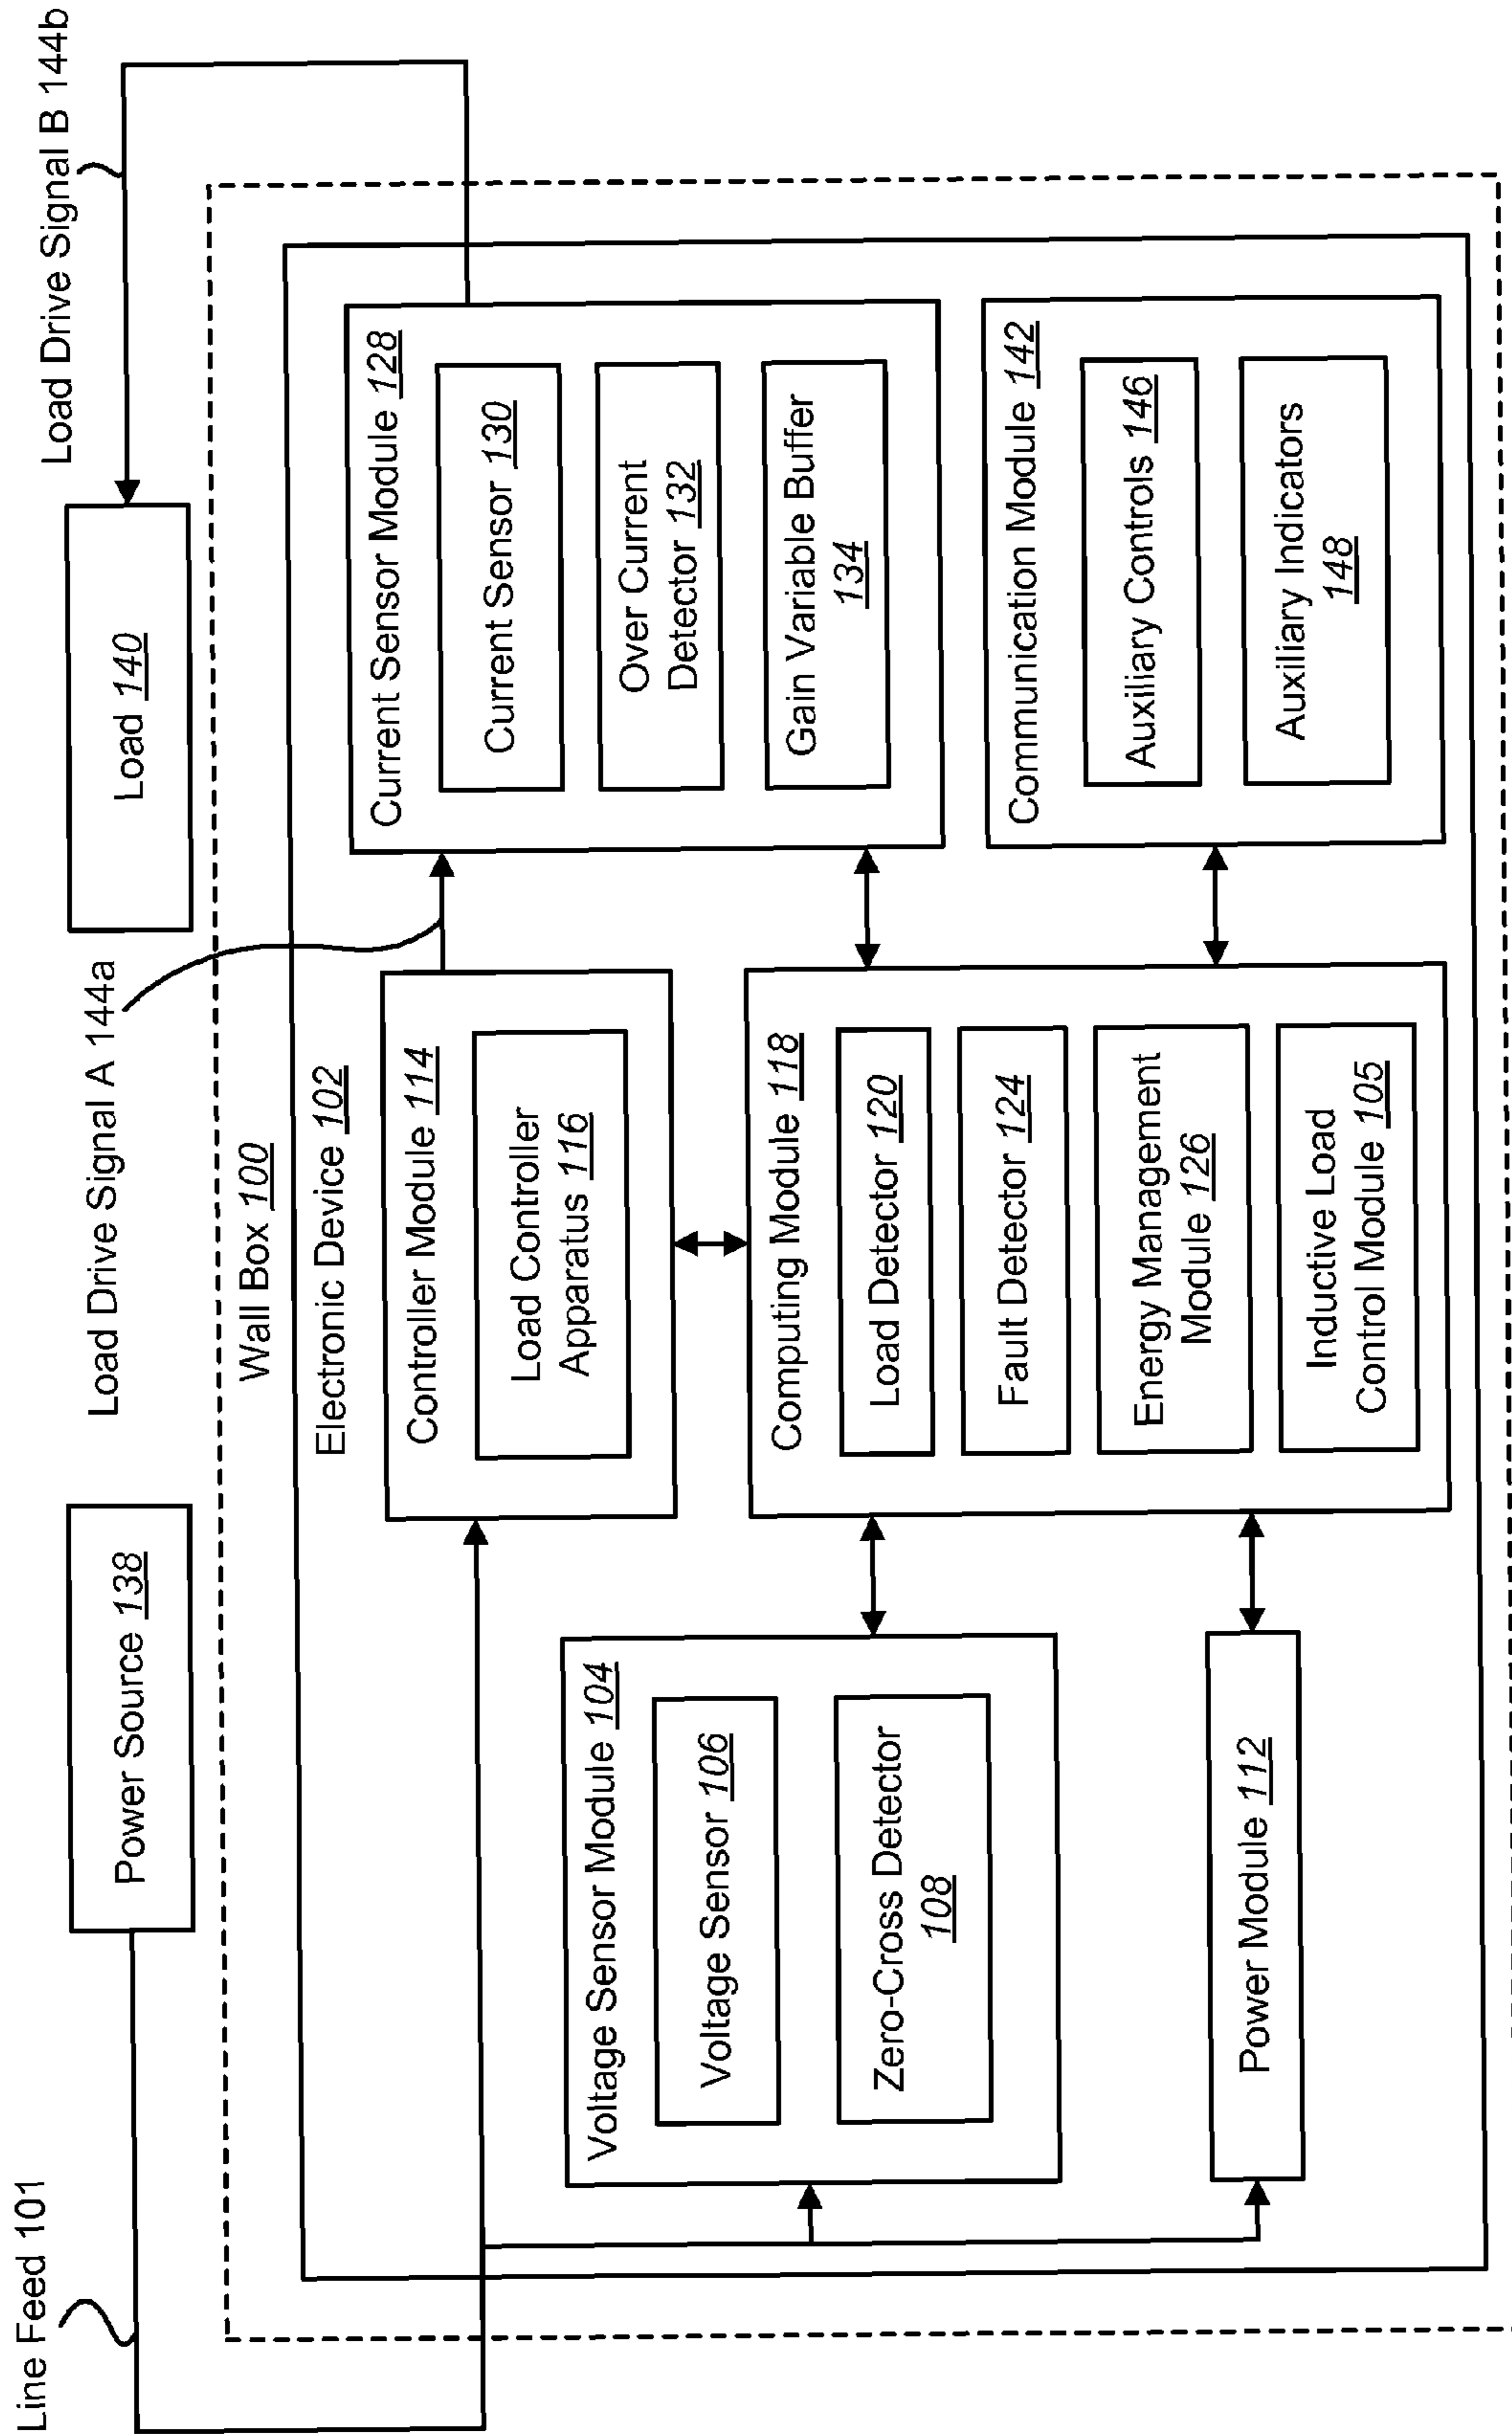 Line Feed 101
Power Source 138
Load Drive Signal A 144a
Load 140
Load Drive Signal B 144b
Wall Box 100
Electronic Device 102
Voltage Sensor Module 104
Voltage Sensor 106
Zero-Cross Detector
108
Power Module 112
Controller Module 114
Load Controller
Apparatus 116
Computing Module 118
Load Detector 120
Fault Detector 124
Energy Management
Module 126
Inductive Load
Control Module 105
Current Sensor Module 128
Current Sensor 130
Over Current
Detector 132
Gain Variable Buffer
134
Communication Module 142
Auxiliary Controls 146
Auxiliary Indicators
148